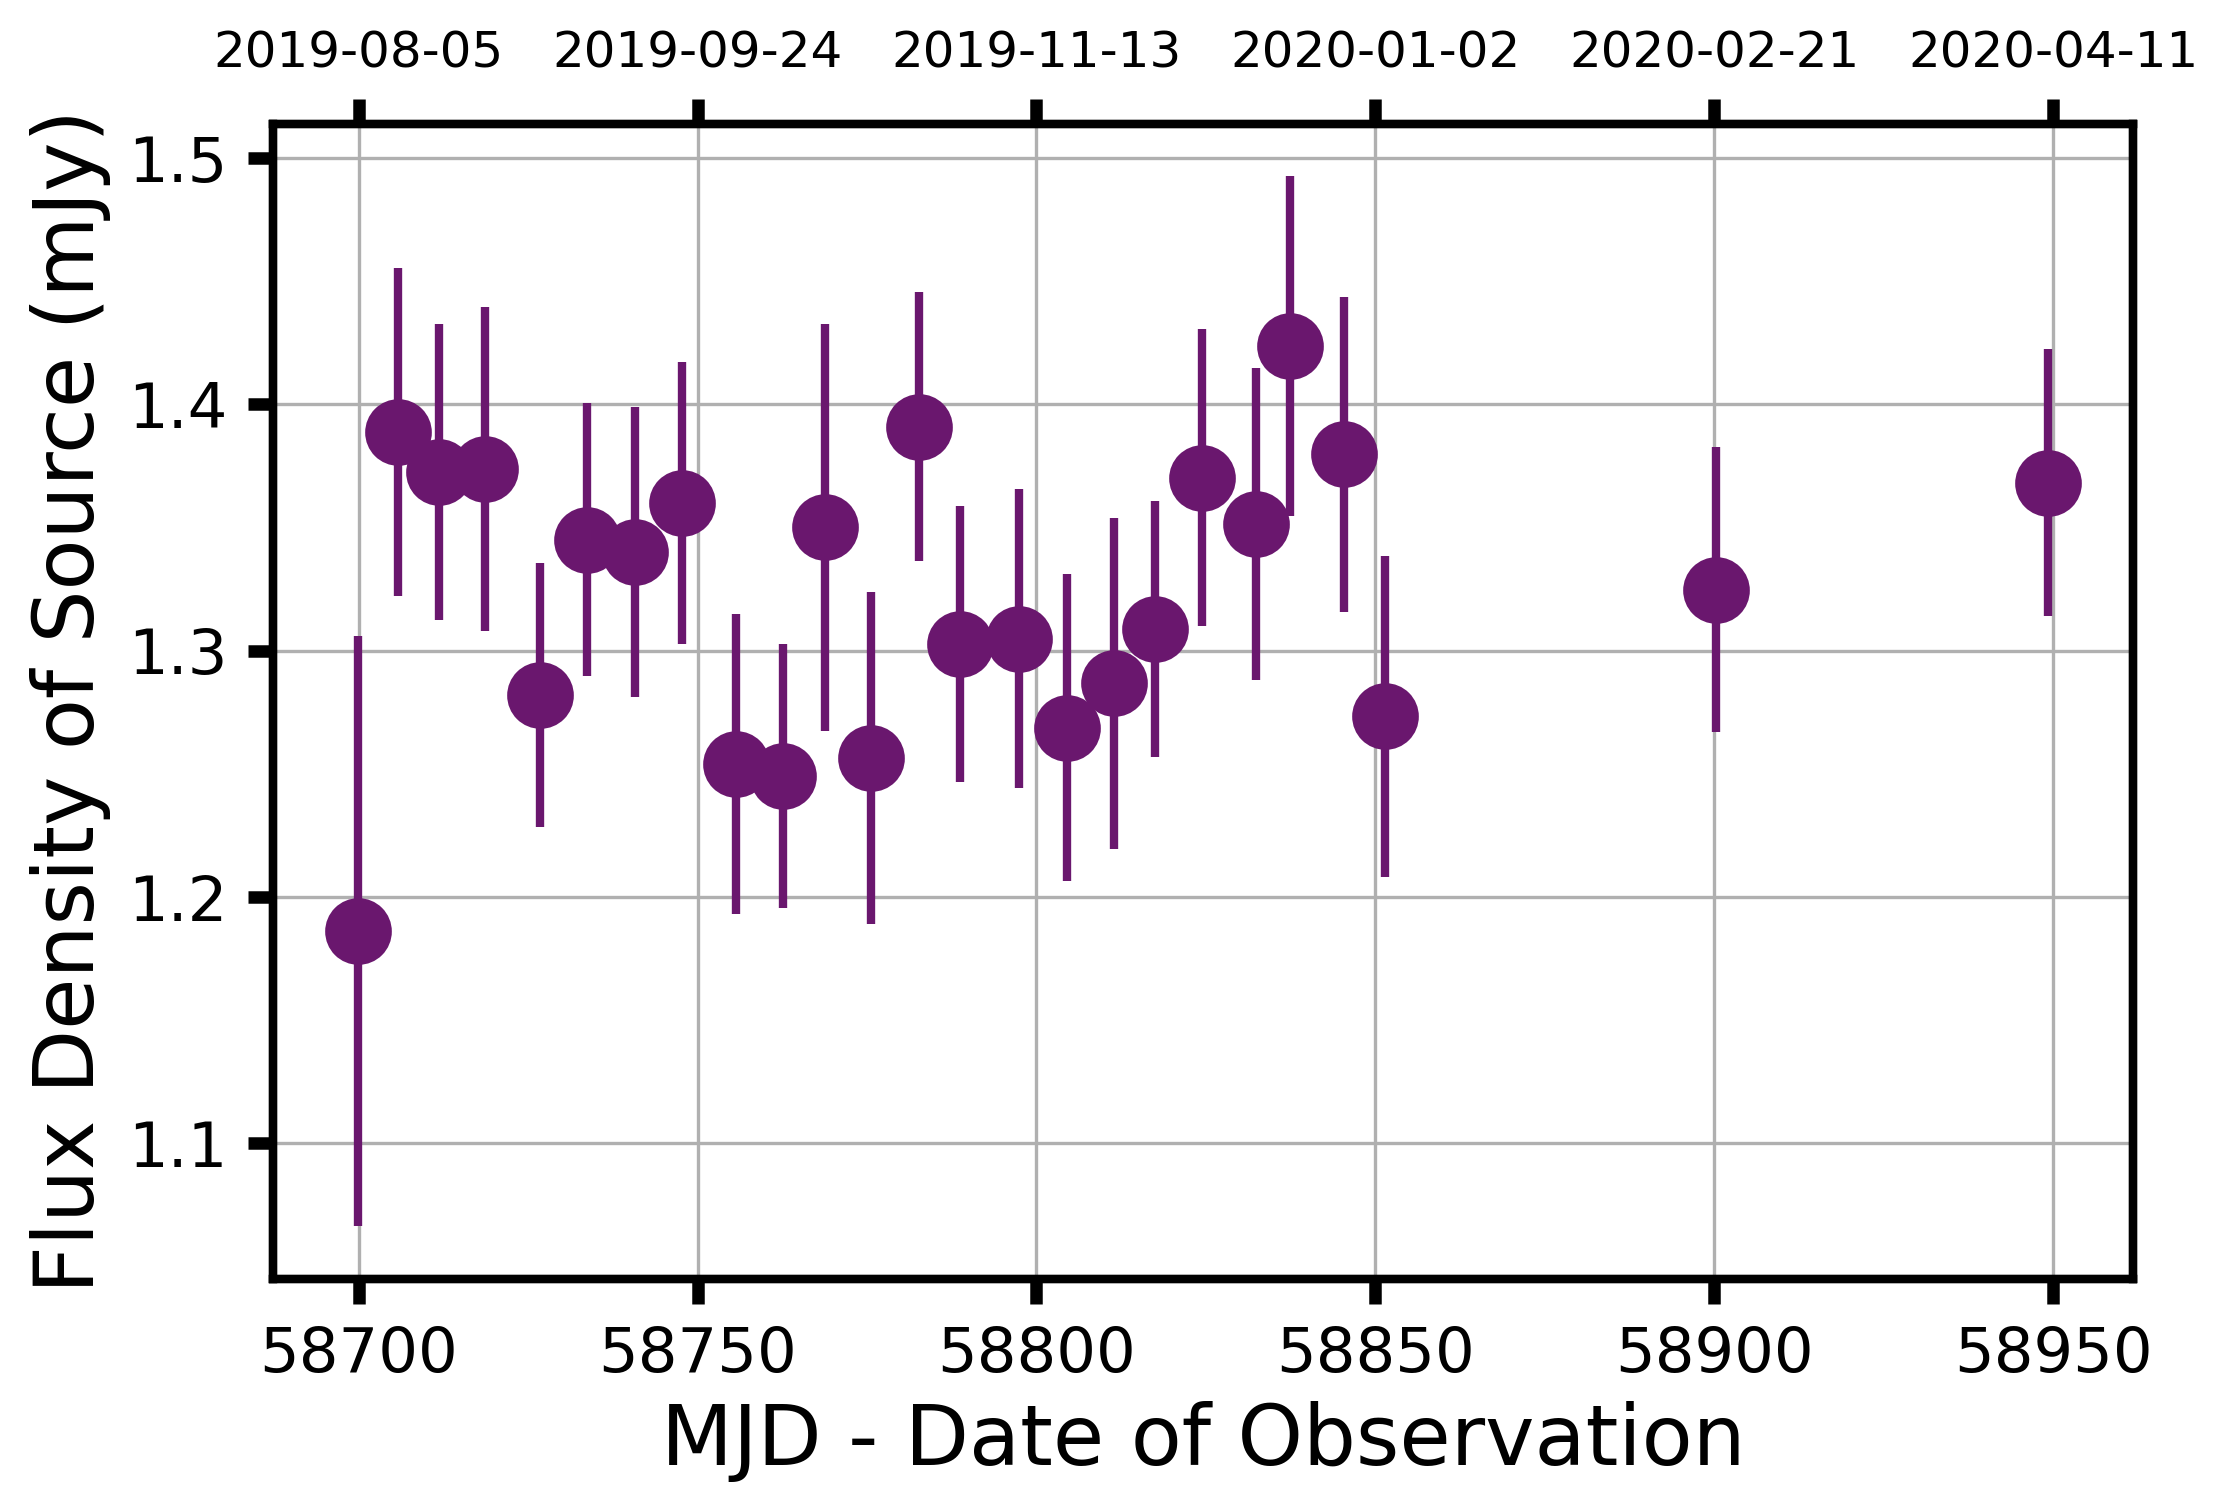 2019-08-05 2019-09-24 2019-11-13 2020-01-02 2020-02-21 2020-04-11
Flux Density of Source (mJy)
1.5
1.4
1.3
1.2
1.1
58700 58750 58800 58850 58900 58950
MJD - Date of Observation